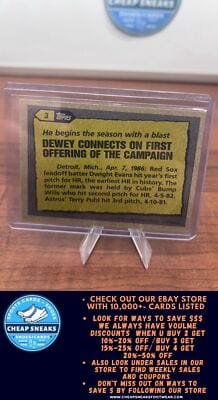 CHEAP SNEAKS
3
Topps
He begins the season with a blast
DEWEY CONNECTS ON FIRST
OFFERING OF THE CAMPAIGN
Detroit, Mich., Apr. 7, 1986: Red Sox
leadoff batter Dwight Evans hit year's first
pitch for HR, the earliest HR in history. The
former mark was held by Cubs' Bump
Wills who hit second pitch for HR, 4-5-82.
Astros' Terry Puhl hit 3rd pitch, 4-10-81.
CHEAP SNEAKS
• CHECK OUT OUR EBAY STORE
WITH 10,000+ CARDS LISTED
• LOOK FOR WAYS TO SAVE $$$
WE ALWAYS HAVE VOULME
DISCOUNTS WHEN U BUY 2 GET
10%-20% OFF /BUY 3 GET
15%-25% OFF/ BUY 4 GET
20%-50% OFF
• ALSO LOOK UNDER SALES IN OUR
STORE TO FIND WEEKLY SALES
AND COUPONS
• DON'T MISS OUT ON WAYS TO
SAVE $ BY FOLLOWING OUR STORE
WWW.CHEAPSNEAKSFOOTWEAR.COM